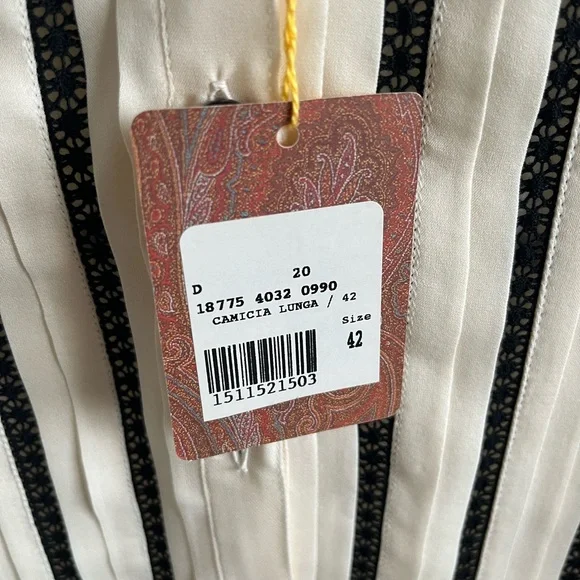 D 20
18775 4032 0990
CAMICIA LUNGA / 42
Size
42
1511521503